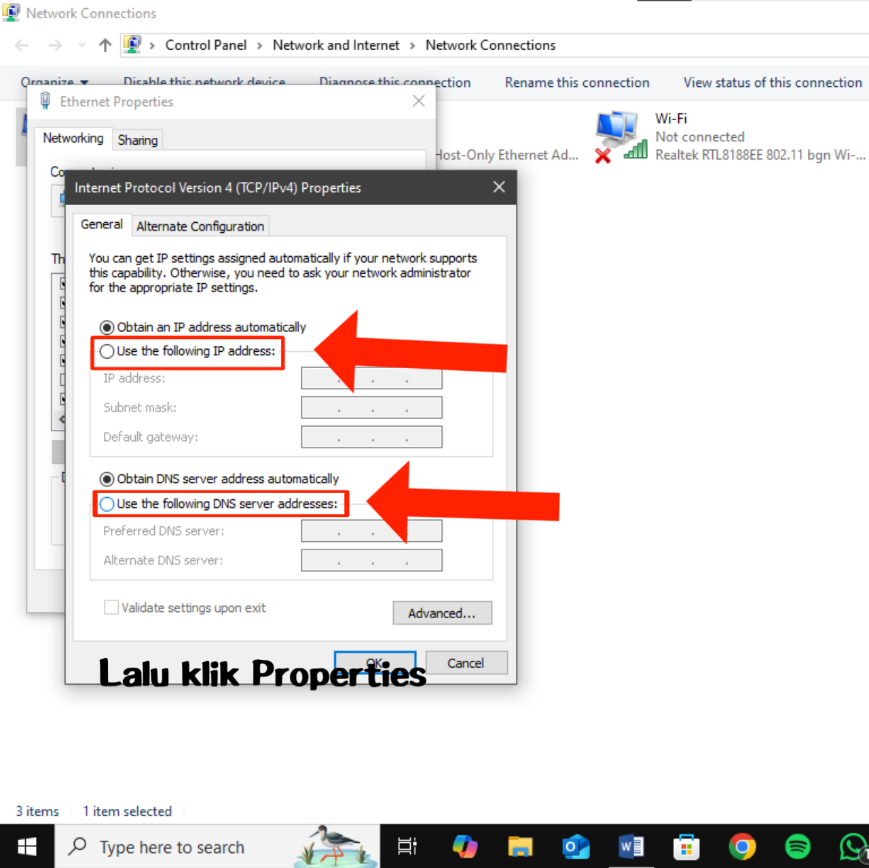 Network Connections
Control Panel > Network and Internet > Network Connections
Organize Disable this network device Diagnose this connection Rename this connection View status of this connection
Ethernet Properties
Networking Sharing
Host-Only Ethernet Ad...
Wi-Fi
Not connected
Realtek RTL8188EE 802.11 bgn Wi-...
Internet Protocol Version 4 (TCP/IPv4) Properties
General Alternate Configuration
You can get IP settings assigned automatically if your network supports
this capability. Otherwise, you need to ask your network administrator
for the appropriate IP settings.
Obtain an IP address automatically
Use the following IP address:
IP address:
Subnet mask:
Default gateway:
Obtain DNS server address automatically
Use the following DNS server addresses:
Preferred DNS server:
Alternate DNS server:
Validate settings upon exit
Advanced...
OK Cancel
Lalu klik Properties
3 items 1 item selected
Type here to search